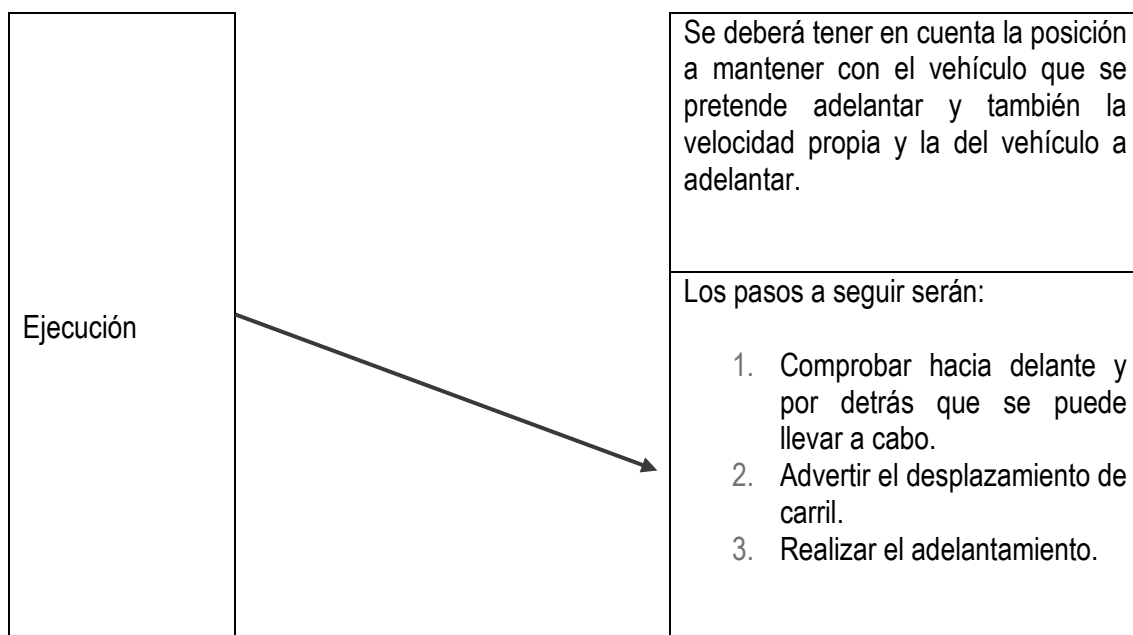 Se deberá tener en cuenta la posición
a mantener con el vehículo que se
pretende adelantar y también la
velocidad propia y la del vehículo a
adelantar.
Ejecución
Los pasos a seguir serán:
1. Comprobar hacia delante y
por detrás que se puede
llevar a cabo.
2. Advertir el desplazamiento de
carril.
3. Realizar el adelantamiento.